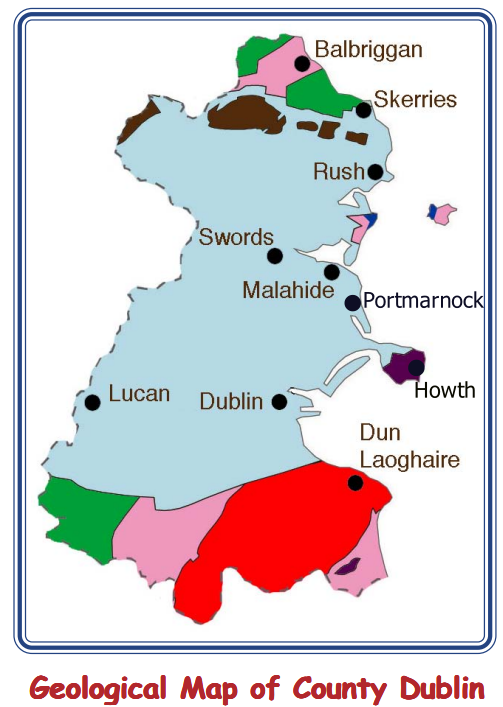 Balbriggan
Skerries
Rush
Swords
Malahide
Portmarnock
Howth
Lucan
Dublin
Dun
Laoghaire
Geological Map of County Dublin